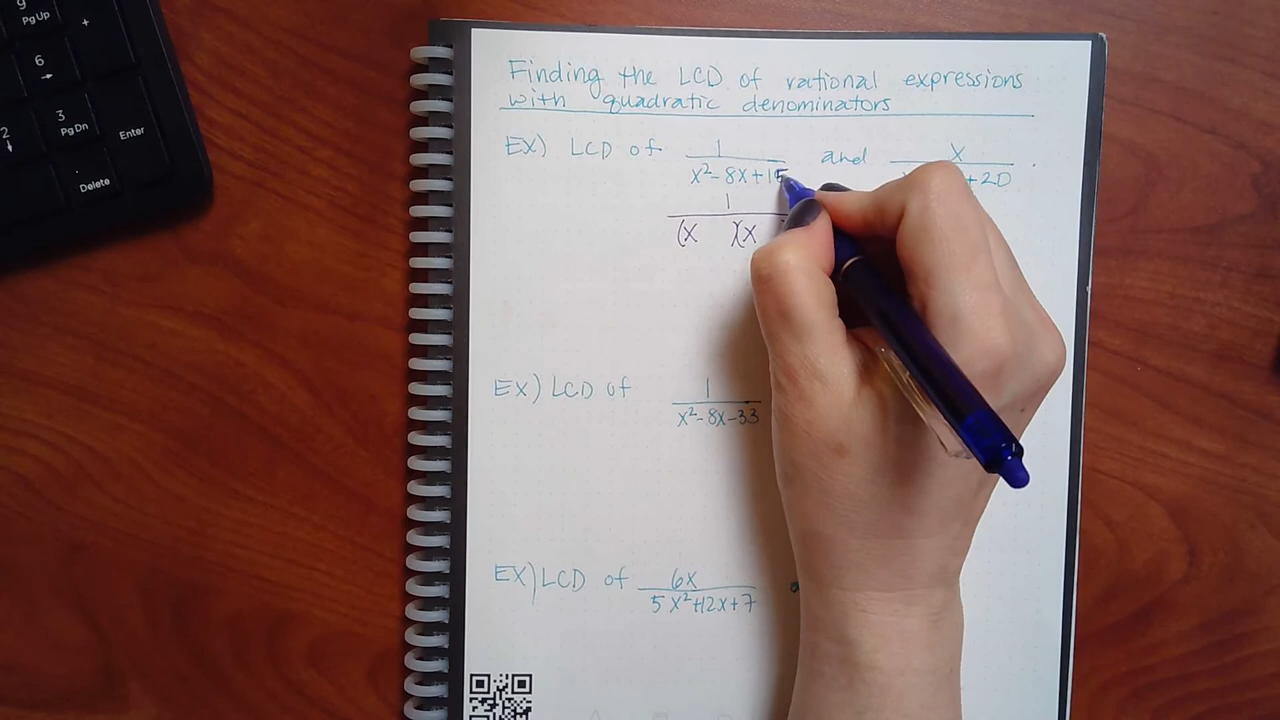 9
PgUp
+
6
3
PgDn
2
Enter
.
Delete
Finding the LCD of rational expressions
with quadratic denominators
EX) LCD of 1/(x²-8x+15) and x/ +20 .
1
(x )(x
EX) LCD of 1/(x²-8x-33)
EX) LCD of 6x/(5x²+12x+7)